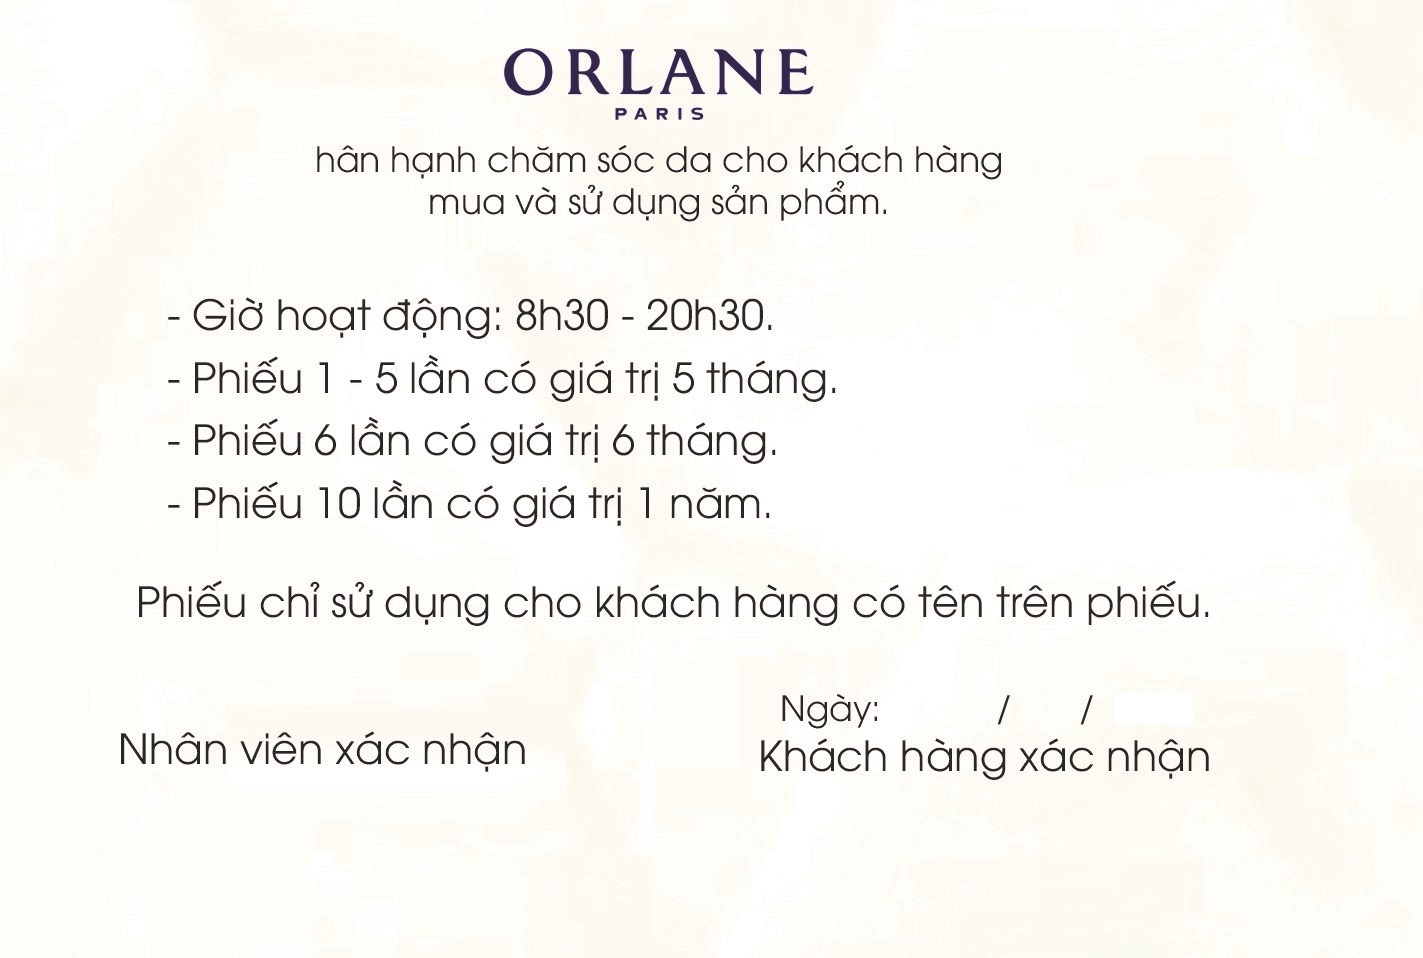 ORLANE
PARIS
hân hạnh chăm sóc da cho khách hàng
mua và sử dụng sản phẩm.
- Giờ hoạt động: 8h30 - 20h30.
- Phiếu 1 - 5 lần có giá trị 5 tháng.
- Phiếu 6 lần có giá trị 6 tháng.
- Phiếu 10 lần có giá trị 1 năm.
Phiếu chỉ sử dụng cho khách hàng có tên trên phiếu.
Ngày: / /
Nhân viên xác nhận
Khách hàng xác nhận